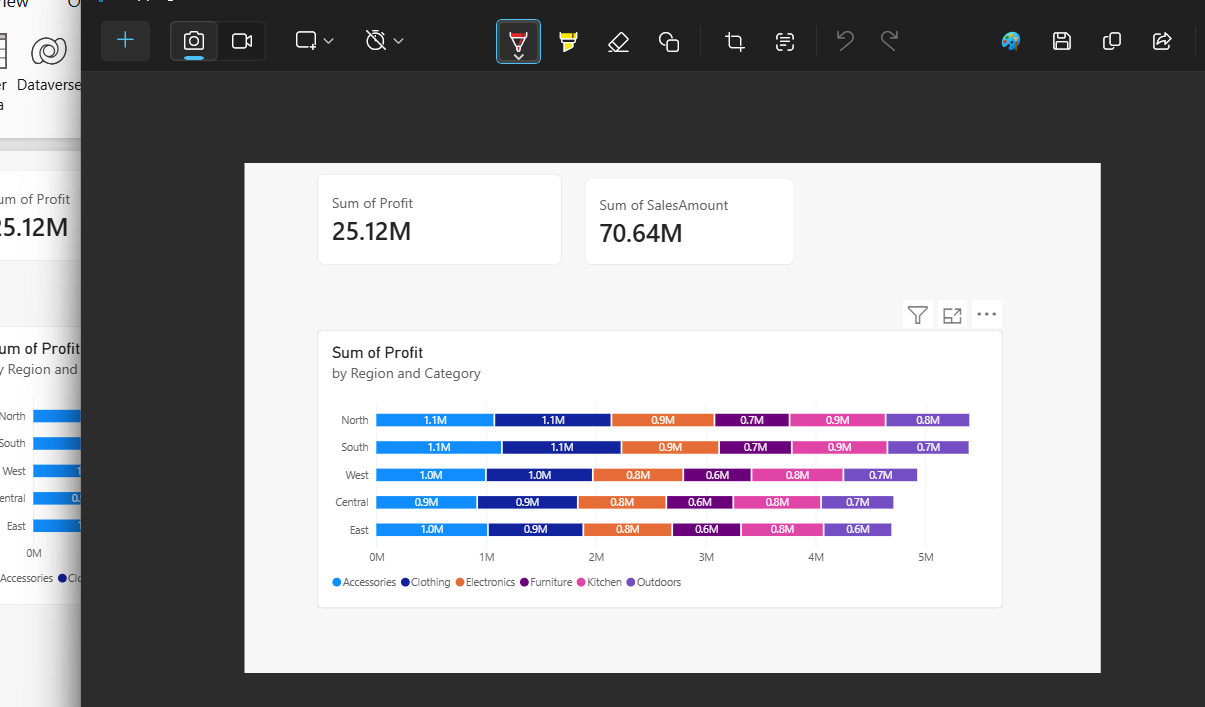 Dataverse
Sum of Profit
25.12M
Sum of SalesAmount
70.64M
Sum of Profit
by Region and Category
North 1.1M 1.1M 0.9M 0.7M 0.9M 0.8M
South 1.1M 1.1M 0.9M 0.7M 0.9M 0.7M
West 1.0M 1.0M 0.8M 0.6M 0.8M 0.7M
Central 0.9M 0.9M 0.8M 0.6M 0.8M 0.7M
East 1.0M 0.9M 0.8M 0.6M 0.8M 0.6M
0M 1M 2M 3M 4M 5M
Accessories Clothing Electronics Furniture Kitchen Outdoors
um of Profit
25.12M
um of Profit
y Region and
North
South
West
entral
East
0M
Accessories Clo